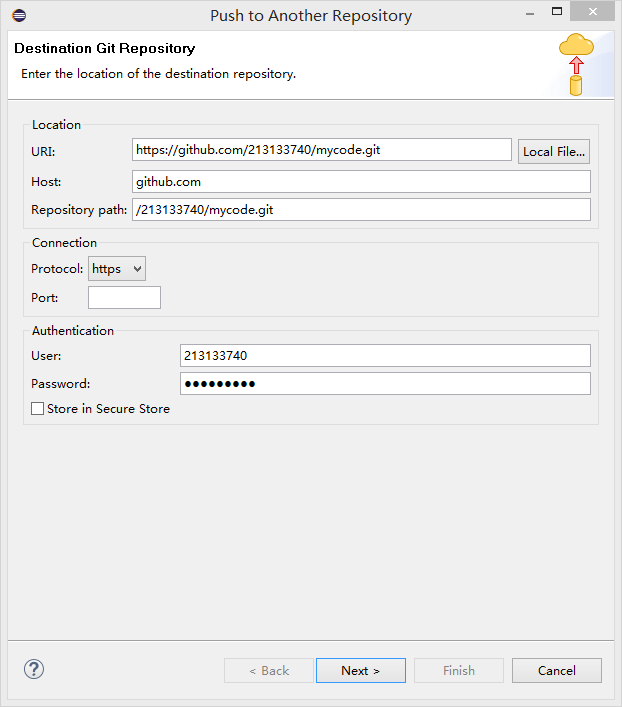 Push to Another Repository
Destination Git Repository
Enter the location of the destination repository.
Location
URI: https://github.com/213133740/mycode.git Local File...
Host: github.com
Repository path: /213133740/mycode.git
Connection
Protocol: https
Port:
Authentication
User: 213133740
Password: ●●●●●●●●●
Store in Secure Store
? < Back Next > Finish Cancel